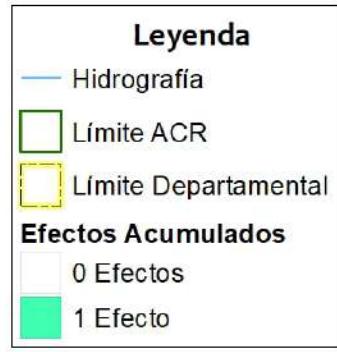 Leyenda
Hidrografía
Límite ACR
Límite Departamental
Efectos Acumulados
0 Efectos
1 Efecto